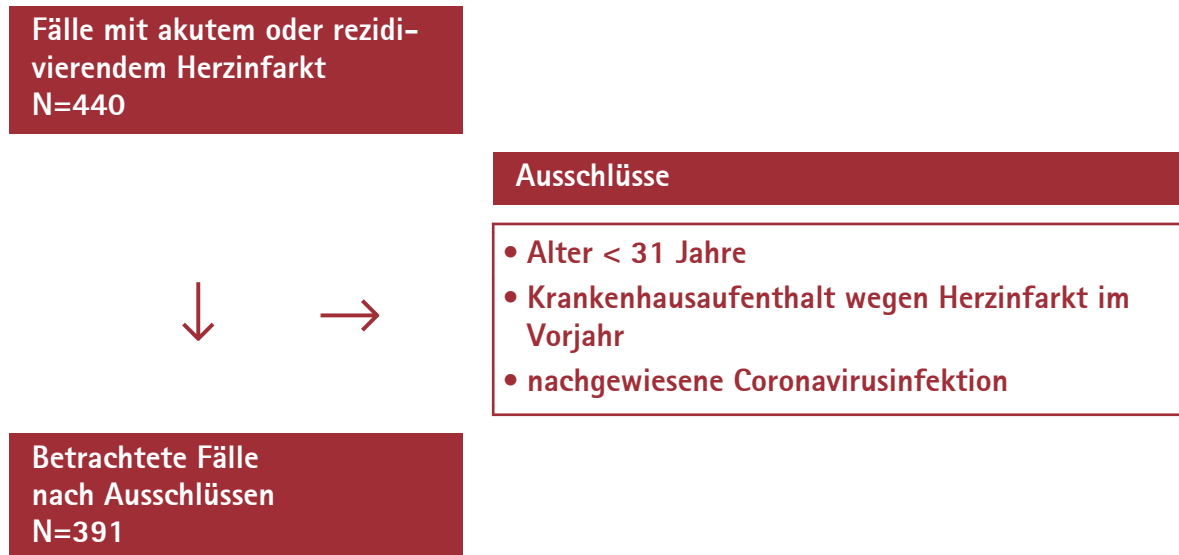 Fälle mit akutem oder rezidi-
vierendem Herzinfarkt
N=440
Ausschlüsse
• Alter < 31 Jahre
• Krankenhausaufenthalt wegen Herzinfarkt im
Vorjahr
• nachgewiesene Coronavirusinfektion
Betrachtete Fälle
nach Ausschlüssen
N=391